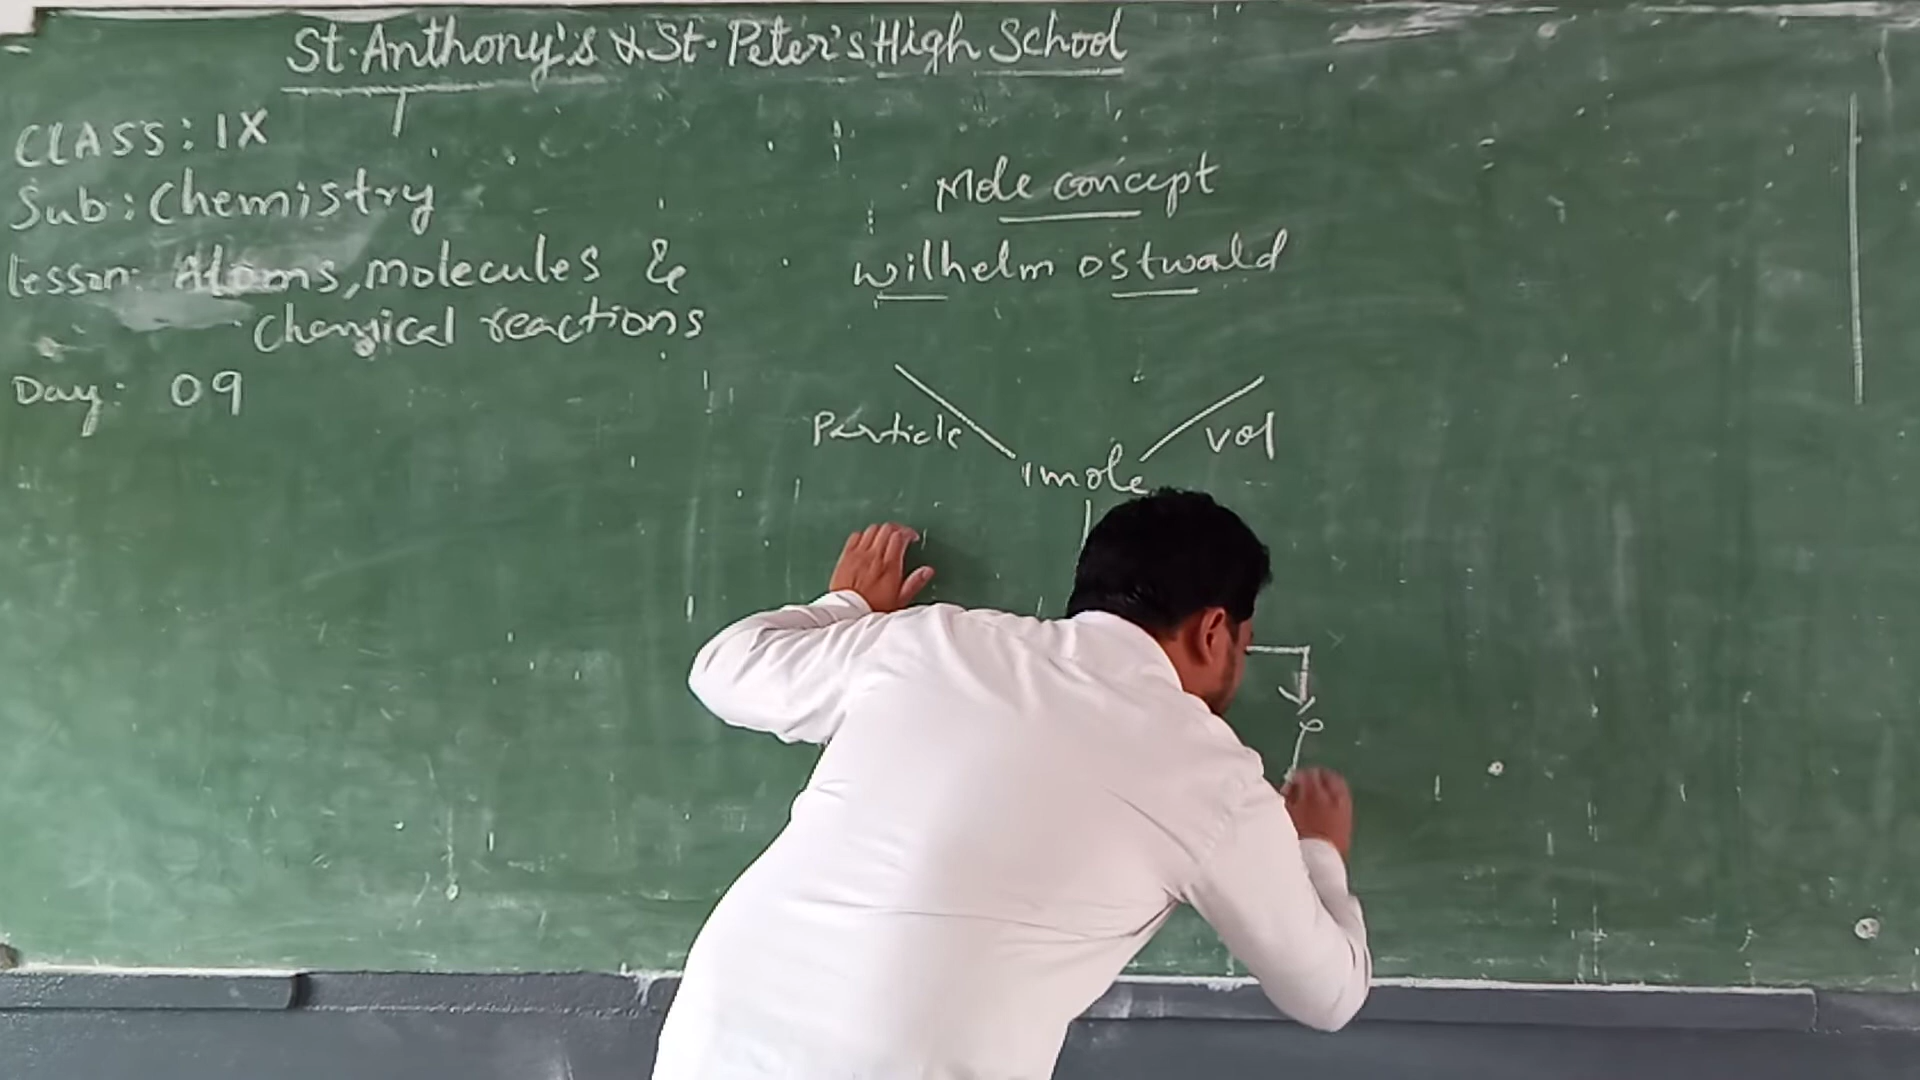 St. Anthony's & St. Peter's High School
CLASS: IX
Sub: Chemistry
lesson: Atoms, molecules &
Chemical reactions
Day: 09
Mole concept
wilhelm ostwald
Particle
vol
1mole